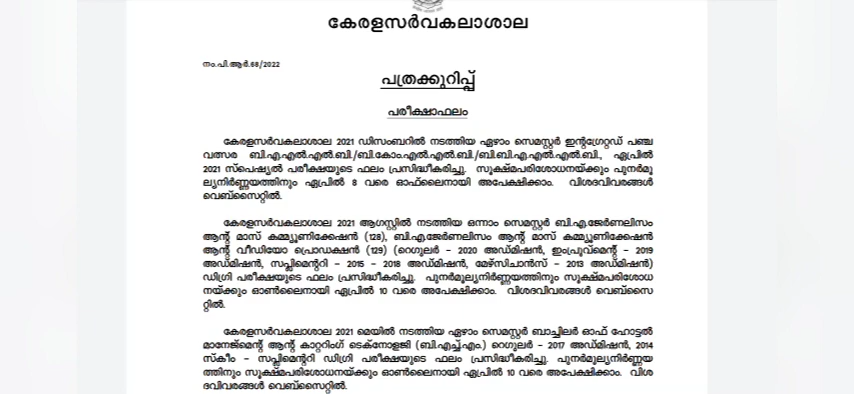 കേരളസർവകലാശാല
നം.പി.ആർ.68/2022
പത്രക്കുറിപ്പ്
പരീക്ഷാഫലം
കേരളസർവകലാശാല 2021 ഡിസംബറിൽ നടത്തിയ ഏഴാം സെമസ്റ്റർ ഇന്റഗ്രേറ്റഡ് പഞ്ച
വത്സര ബി.എ.എൽ.എൽ.ബി./ബി.കോം.എൽ.എൽ.ബി./ബി.ബി.എ.എൽ.എൽ.ബി., ഏപ്രിൽ
2021 സ്പെഷ്യൽ പരീക്ഷയുടെ ഫലം പ്രസിദ്ധീകരിച്ചു. സൂക്ഷ്മപരിശോധനയ്ക്കും പുനർമൂ
ല്യനിർണ്ണയത്തിനും ഏപ്രിൽ 8 വരെ ഓഫ്‌ലൈനായി അപേക്ഷിക്കാം. വിശദവിവരങ്ങൾ
വെബ്സൈറ്റിൽ.
കേരളസർവകലാശാല 2021 ആഗസ്റ്റിൽ നടത്തിയ ഒന്നാം സെമസ്റ്റർ ബി.എ.ജേർണലിസം
ആന്റ് മാസ് കമ്മ്യൂണിക്കേഷൻ (128), ബി.എ.ജേർണലിസം ആന്റ് മാസ് കമ്മ്യൂണിക്കേഷൻ
ആന്റ് വീഡിയോ പ്രൊഡക്ഷൻ (129) (റെഗുലർ – 2020 അഡ്മിഷൻ, ഇംപ്രൂവ്മെന്റ് – 2019
അഡ്മിഷൻ, സപ്ലിമെന്ററി – 2015 – 2018 അഡ്മിഷൻ, മേഴ്സിചാൻസ് – 2013 അഡ്മിഷൻ)
ഡിഗ്രി പരീക്ഷയുടെ ഫലം പ്രസിദ്ധീകരിച്ചു. പുനർമൂല്യനിർണ്ണയത്തിനും സൂക്ഷ്മപരിശോധ
നയ്ക്കും ഓൺലൈനായി ഏപ്രിൽ 10 വരെ അപേക്ഷിക്കാം. വിശദവിവരങ്ങൾ വെബ്സൈ
റ്റിൽ.
കേരളസർവകലാശാല 2021 മെയിൽ നടത്തിയ ഏഴാം സെമസ്റ്റർ ബാച്ചിലർ ഓഫ് ഹോട്ടൽ
മാനേജ്മെന്റ് ആന്റ് കാറ്ററിംഗ് ടെക്നോളജി (ബി.എച്ച്.എം.) റെഗുലർ – 2017 അഡ്മിഷൻ, 2014
സ്കീം – സപ്ലിമെന്ററി ഡിഗ്രി പരീക്ഷയുടെ ഫലം പ്രസിദ്ധീകരിച്ചു. പുനർമൂല്യനിർണ്ണയ
ത്തിനും സൂക്ഷ്മപരിശോധനയ്ക്കും ഓൺലൈനായി ഏപ്രിൽ 10 വരെ അപേക്ഷിക്കാം. വിശ
ദവിവരങ്ങൾ വെബ്സൈറ്റിൽ.